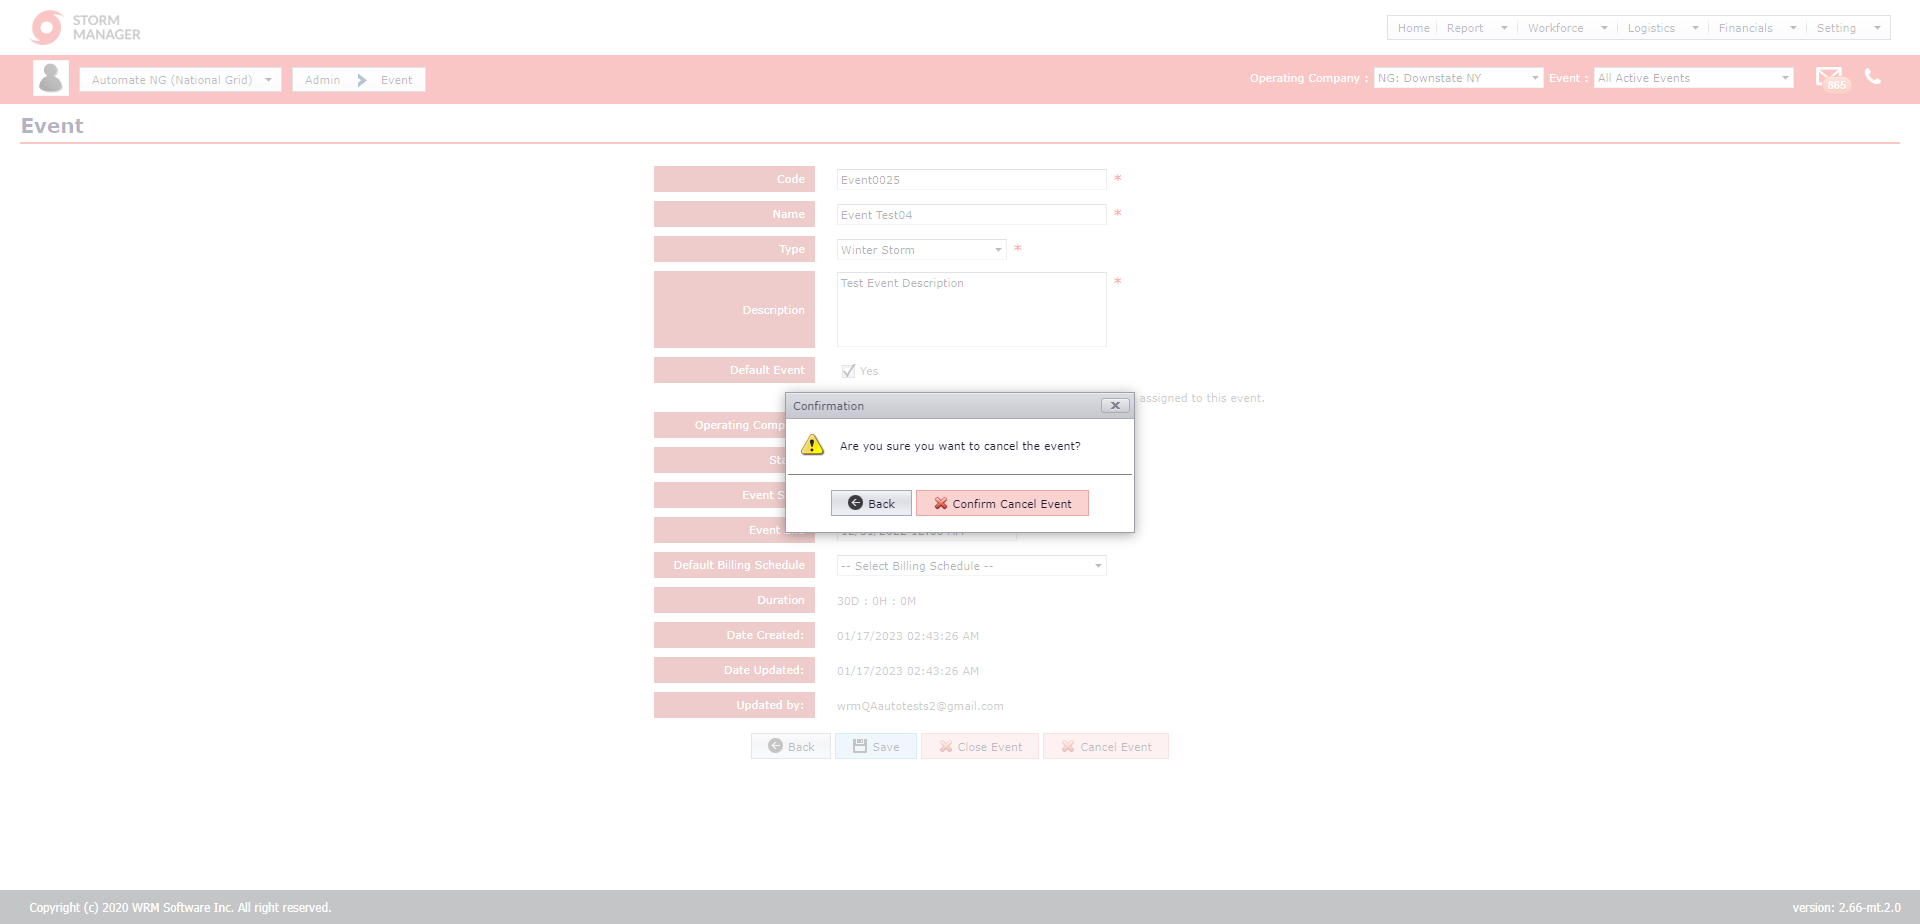 STORM
MANAGER
Home Report Workforce Logistics Financials Setting
Automate NG (National Grid) Admin Event Operating Company : NG: Downstate NY Event : All Active Events 865
Event
Code Event0025 *
Name Event Test04 *
Type Winter Storm *
Description Test Event Description *
Default Event Yes
assigned to this event.
Confirmation
Operating Comp
Are you sure you want to cancel the event?
Event S
Back Confirm Cancel Event
Event
Default Billing Schedule -- Select Billing Schedule --
Duration 30D : 0H : 0M
Date Created: 01/17/2023 02:43:26 AM
Date Updated: 01/17/2023 02:43:26 AM
Updated by: wrmQAautotests2@gmail.com
Back Save Close Event Cancel Event
Copyright (c) 2020 WRM Software Inc. All right reserved. version: 2.66-mt.2.0